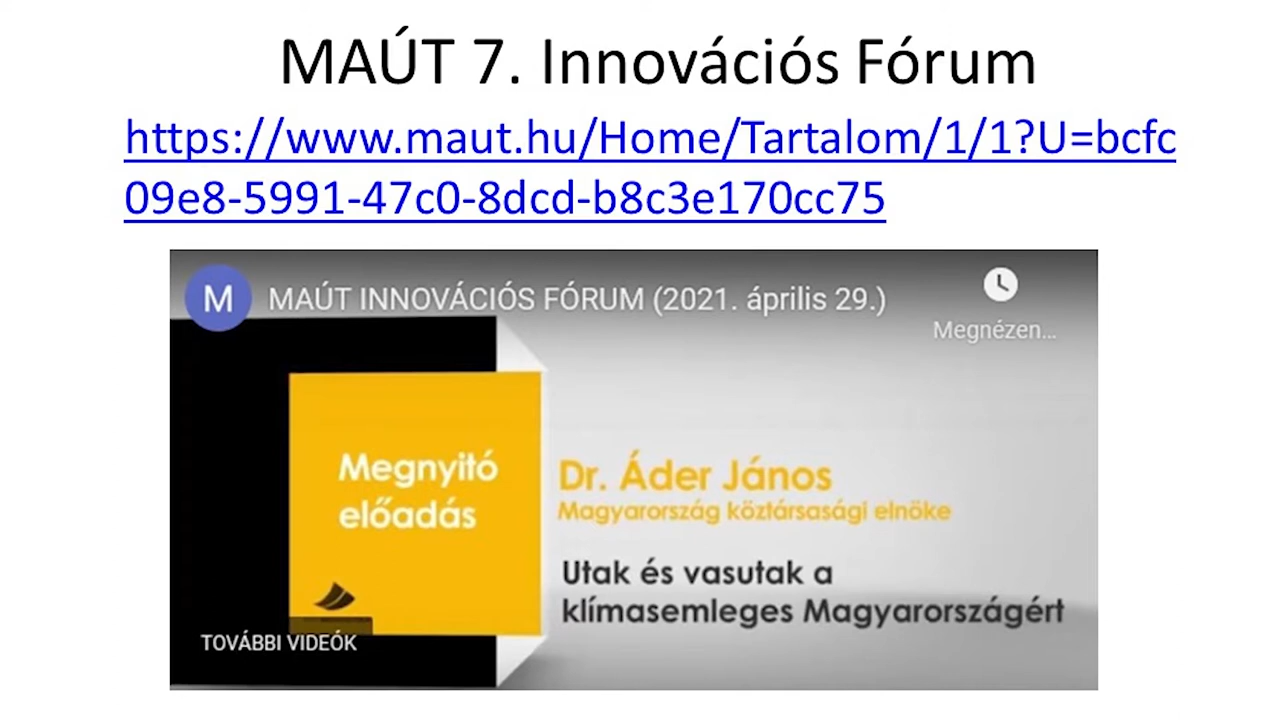 MAÚT 7. Innovációs Fórum
https://www.maut.hu/Home/Tartalom/1/1?U=bcfc
09e8-5991-47c0-8dcd-b8c3e170cc75
M
MAÚT INNOVÁCIÓS FÓRUM (2021. április 29.)
Megnézen...
Megnyitó
előadás
Dr. Áder János
Magyarország köztársasági elnöke
Utak és vasutak a
klímasemleges Magyarországért
TOVÁBBI VIDEÓK